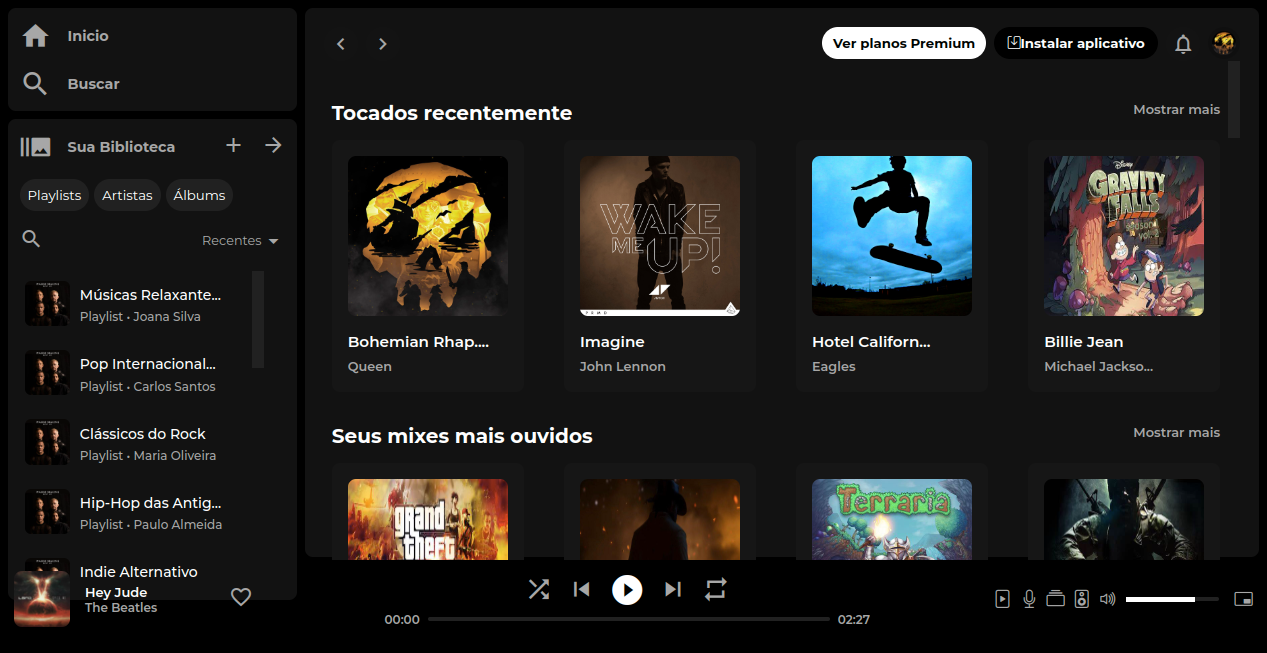 Inicio
Buscar
Sua Biblioteca
Playlists Artistas Álbums
Recentes
Músicas Relaxante...
Playlist • Joana Silva
Pop Internacional...
Playlist • Carlos Santos
Clássicos do Rock
Playlist • Maria Oliveira
Hip-Hop das Antig...
Playlist • Paulo Almeida
Indie Alternativo
Ver planos Premium
Instalar aplicativo
Tocados recentemente
Mostrar mais
Bohemian Rhap....
Queen
WAKE
ME UP!
Imagine
John Lennon
Hotel Californ...
Eagles
Disney
GRAVITY
FALLS
Billie Jean
Michael Jackso...
Seus mixes mais ouvidos
Mostrar mais
grand
theft
Terraria
Hey Jude
The Beatles
00:00
02:27